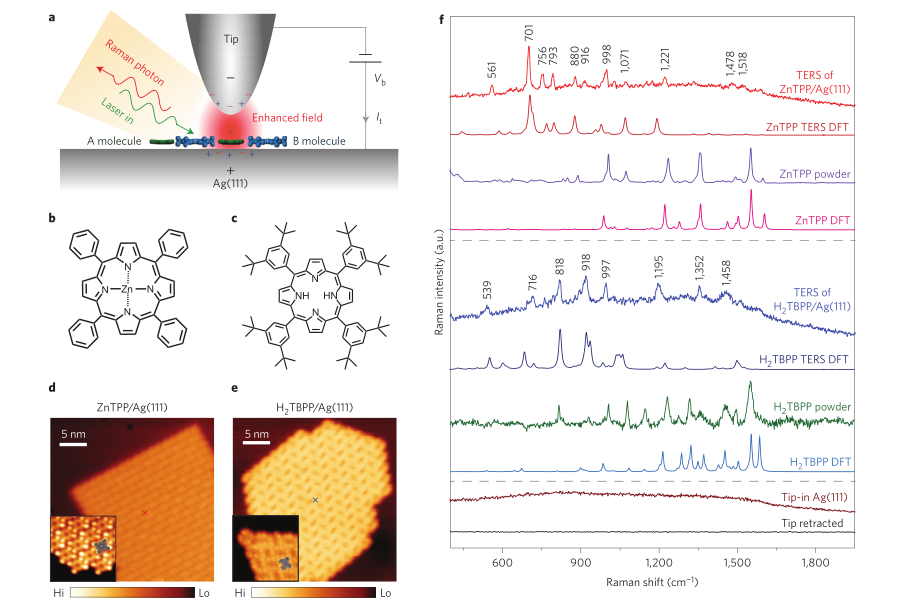 a
Tip
−
Raman photon
Laser in
Enhanced field
V_b
I_t
A molecule
B molecule
+
Ag(111)
b
N
N
Zn
N
N
c
N
NH
HN
N
d
ZnTPP/Ag(111)
5 nm
Hi
Lo
e
H₂TBPP/Ag(111)
5 nm
Hi
Lo
f
Raman intensity (a.u.)
561
701
756
793
880
916
998
1,071
1,221
1,478
1,518
TERS of
ZnTPP/Ag(111)
ZnTPP TERS DFT
ZnTPP powder
ZnTPP DFT
539
716
818
918
997
1,195
1,352
1,458
TERS of
H₂TBPP/Ag(111)
H₂TBPP TERS DFT
H₂TBPP powder
H₂TBPP DFT
Tip-in Ag(111)
Tip retracted
600
900
1,200
1,500
1,800
Raman shift (cm⁻¹)